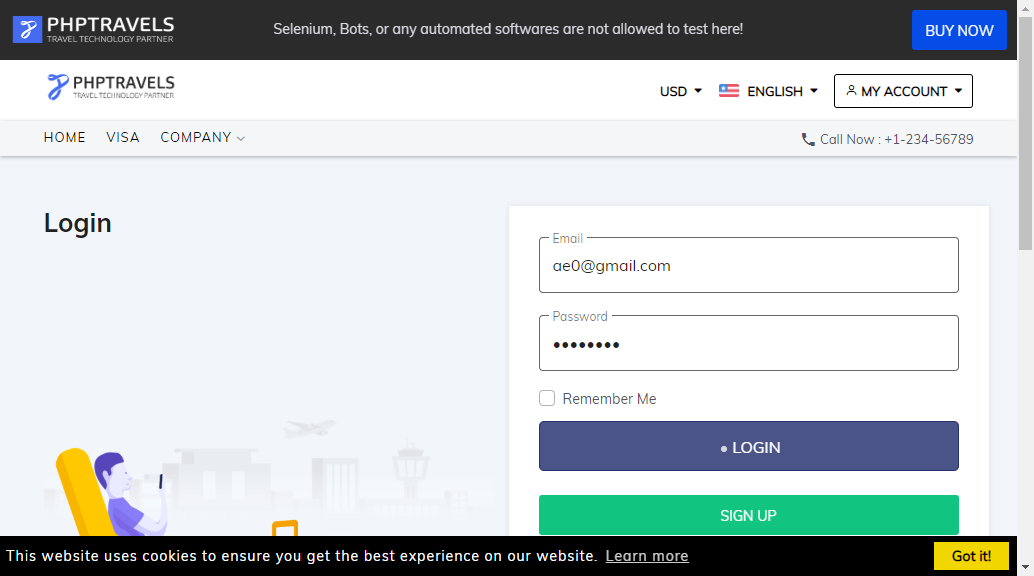 PHPTRAVELS
TRAVEL TECHNOLOGY PARTNER
Selenium, Bots, or any automated softwares are not allowed to test here!
BUY NOW
PHPTRAVELS
TRAVEL TECHNOLOGY PARTNER
USD
ENGLISH
MY ACCOUNT
HOME
VISA
COMPANY
Call Now : +1-234-56789
Login
Email
ae0@gmail.com
Password
••••••••
Remember Me
LOGIN
SIGN UP
This website uses cookies to ensure you get the best experience on our website. Learn more
Got it!